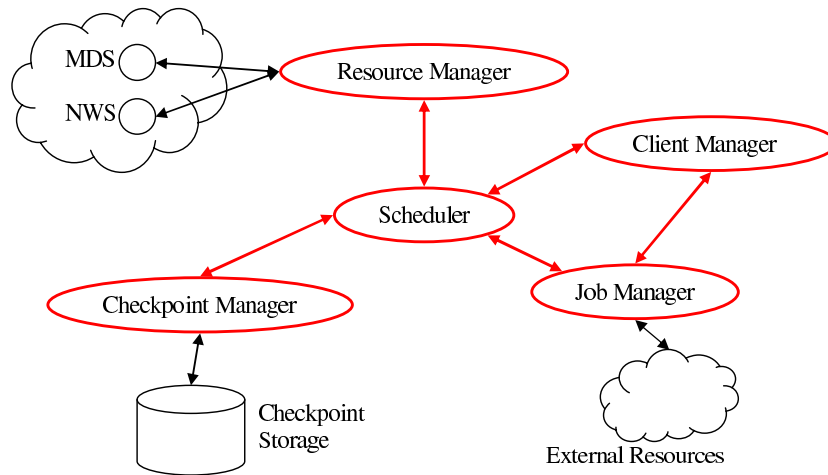 MDS
Resource Manager
NWS
Client Manager
Scheduler
Checkpoint Manager
Job Manager
Checkpoint
Storage
External Resources